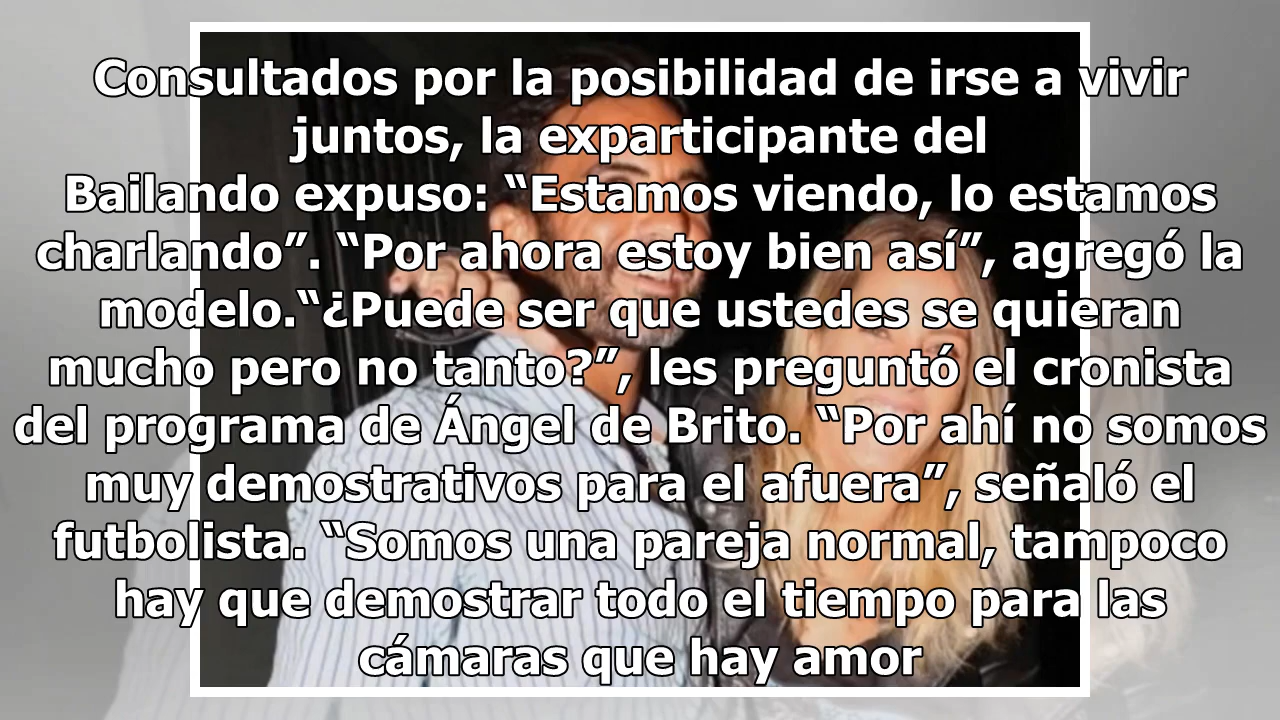 Consultados por la posibilidad de irse a vivir
juntos, la exparticipante del
Bailando expuso: “Estamos viendo, lo estamos
charlando”. “Por ahora estoy bien así”, agregó la
modelo.“¿Puede ser que ustedes se quieran
mucho pero no tanto?”, les preguntó el cronista
del programa de Ángel de Brito. “Por ahí no somos
muy demostrativos para el afuera”, señaló el
futbolista. “Somos una pareja normal, tampoco
hay que demostrar todo el tiempo para las
cámaras que hay amor